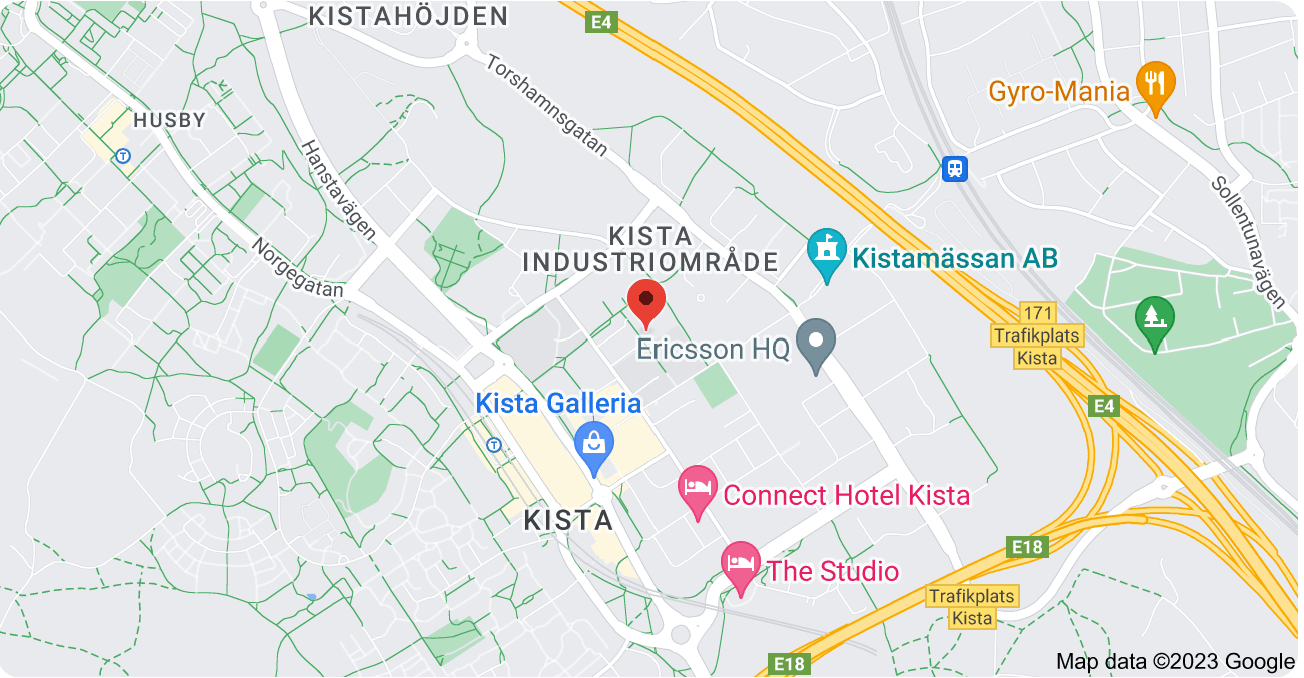 KISTAHÖJDEN
E4
Torshamnsgatan
Gyro-Mania
HUSBY
T
Hanstavägen
Sollentunavägen
Norgegatan
KISTA
INDUSTRIOMRÅDE
Kistamässan AB
171
Trafikplats
Kista
Ericsson HQ
E4
Kista Galleria
T
Connect Hotel Kista
KISTA
E18
The Studio
Trafikplats
Kista
E18
Map data ©2023 Google